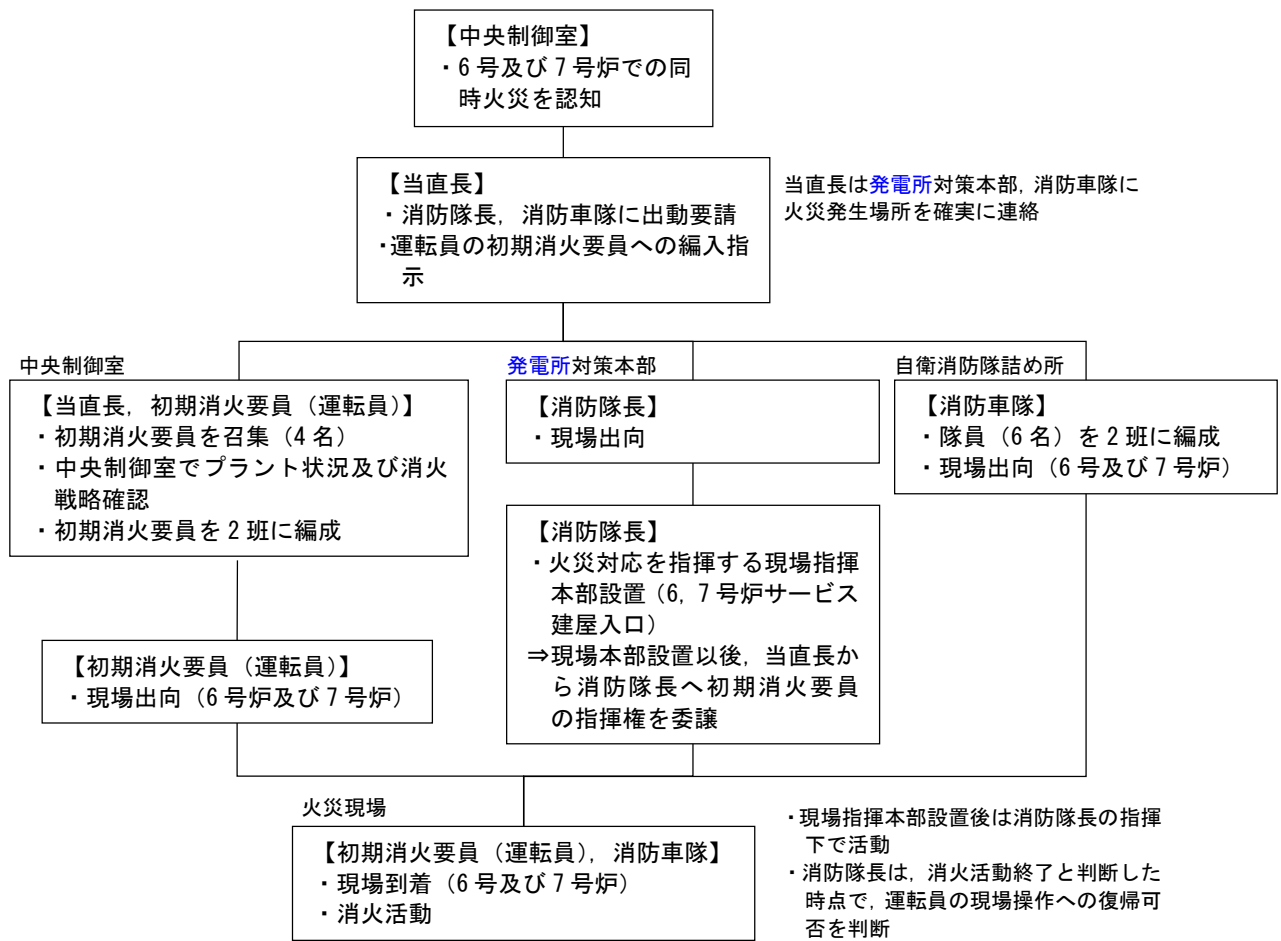 【中央制御室】
・6号及び7号炉での同
時火災を認知
【当直長】
・消防隊長，消防車隊に出動要請
・運転員の初期消火要員への編入指
示
当直長は発電所対策本部，消防車隊に
火災発生場所を確実に連絡
中央制御室
【当直長，初期消火要員（運転員）】
・初期消火要員を召集（4名）
・中央制御室でプラント状況及び消火
戦略確認
・初期消火要員を2班に編成
【初期消火要員（運転員）】
・現場出向（6号炉及び7号炉）
発電所対策本部
【消防隊長】
・現場出向
【消防隊長】
・火災対応を指揮する現場指揮
本部設置（6，7号炉サービス
建屋入口）
⇒現場本部設置以後，当直長か
ら消防隊長へ初期消火要員
の指揮権を委譲
自衛消防隊詰め所
【消防車隊】
・隊員（6名）を2班に編成
・現場出向（6号及び7号炉）
火災現場
【初期消火要員（運転員），消防車隊】
・現場到着（6号及び7号炉）
・消火活動
・現場指揮本部設置後は消防隊長の指揮
下で活動
・消防隊長は，消火活動終了と判断した
時点で，運転員の現場操作への復帰可
否を判断